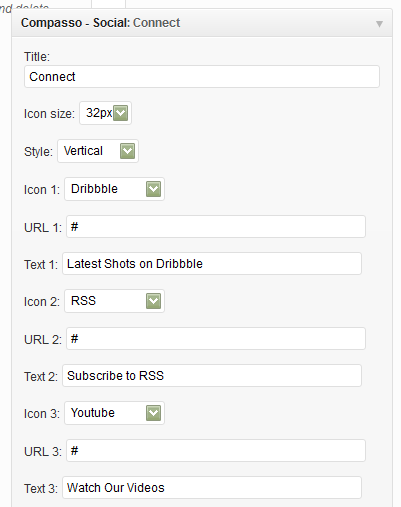 and delete
Compasso - Social: Connect
Title:
Connect
Icon size: 32px
Style: Vertical
Icon 1: Dribbble
URL 1: #
Text 1: Latest Shots on Dribbble
Icon 2: RSS
URL 2: #
Text 2: Subscribe to RSS
Icon 3: Youtube
URL 3: #
Text 3: Watch Our Videos